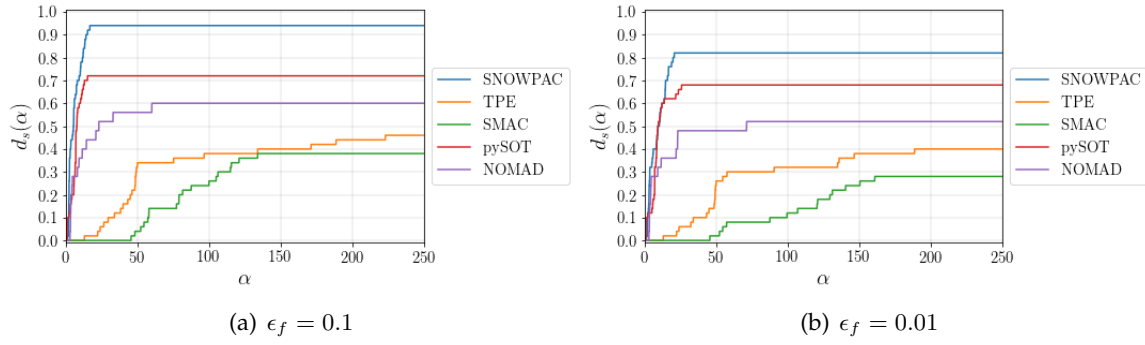 1.0
0.9
0.8
0.7
0.6
0.5
0.4
0.3
0.2
0.1
0.0
d_s(α)
0 50 100 150 200 250
α
SNOWPAC
TPE
SMAC
pySOT
NOMAD
(a) ϵ_f = 0.1
1.0
0.9
0.8
0.7
0.6
0.5
0.4
0.3
0.2
0.1
0.0
d_s(α)
0 50 100 150 200 250
α
SNOWPAC
TPE
SMAC
pySOT
NOMAD
(b) ϵ_f = 0.01